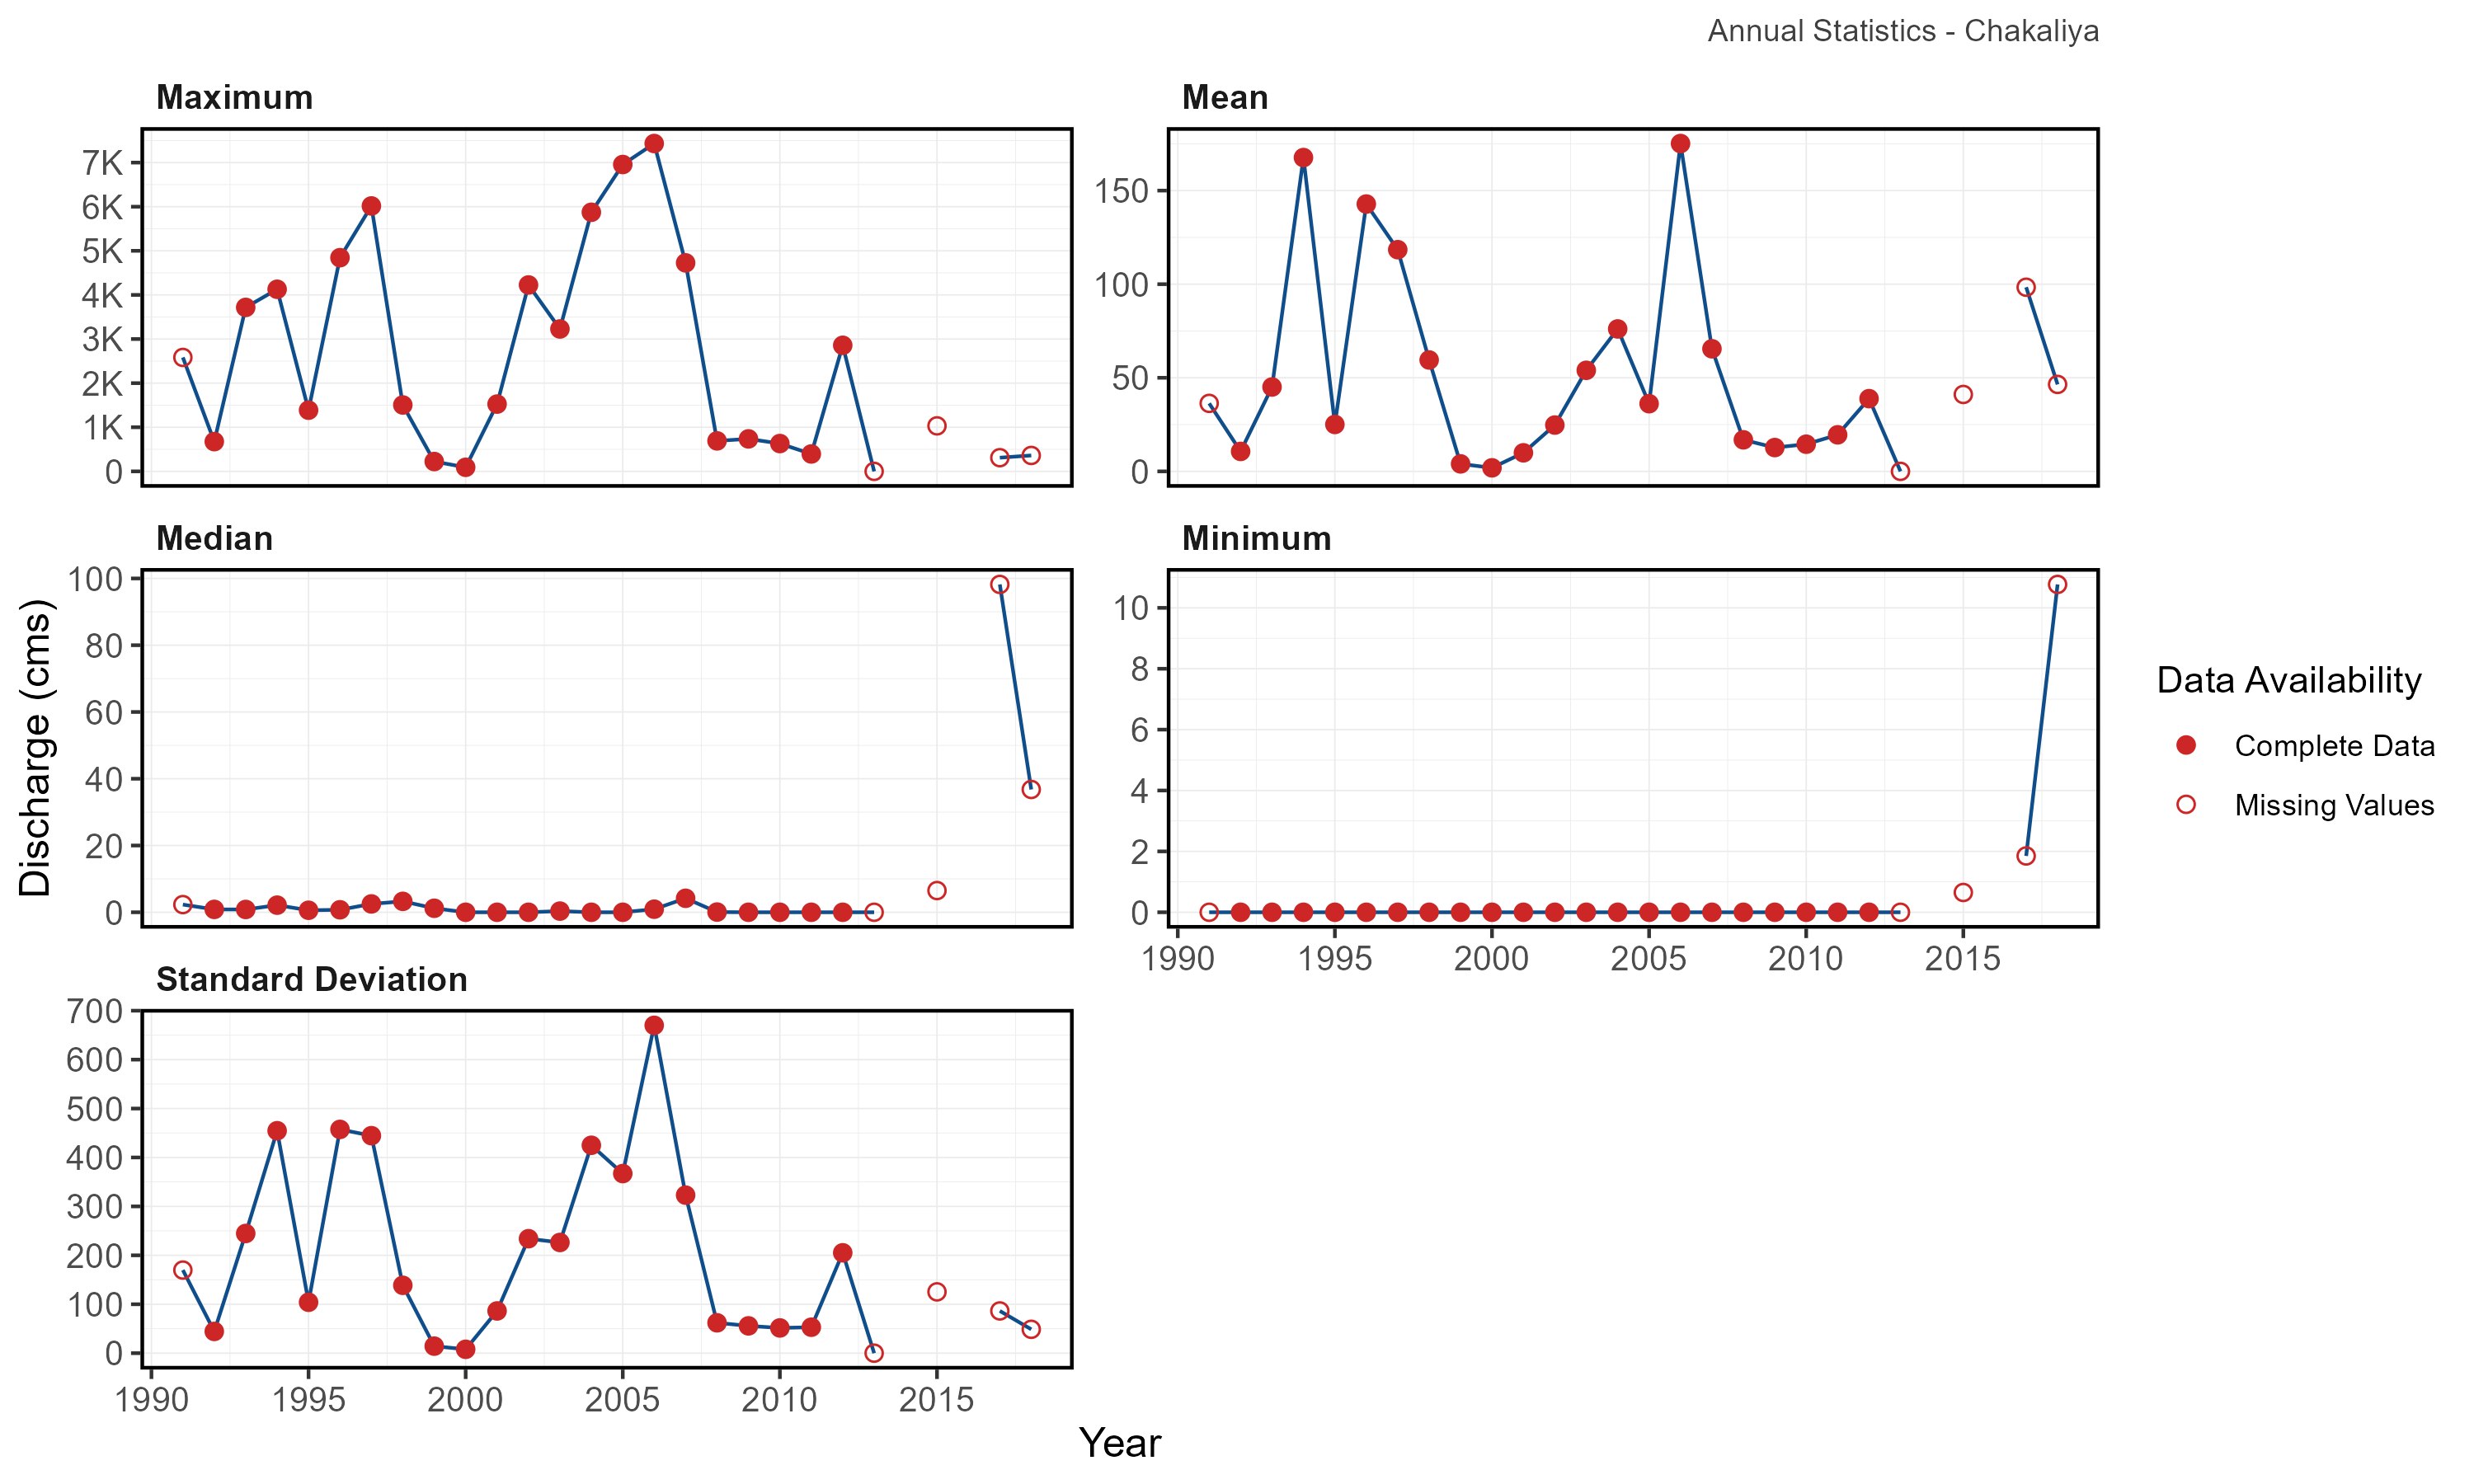 Annual Statistics - Chakaliya
Maximum
7K
6K
5K
4K
3K
2K
1K
0
Mean
150
100
50
0
Median
100
80
60
40
20
0
Minimum
10
8
6
4
2
0
1990 1995 2000 2005 2010 2015
Standard Deviation
700
600
500
400
300
200
100
0
1990 1995 2000 2005 2010 2015
Discharge (cms)
Year
Data Availability
Complete Data
Missing Values